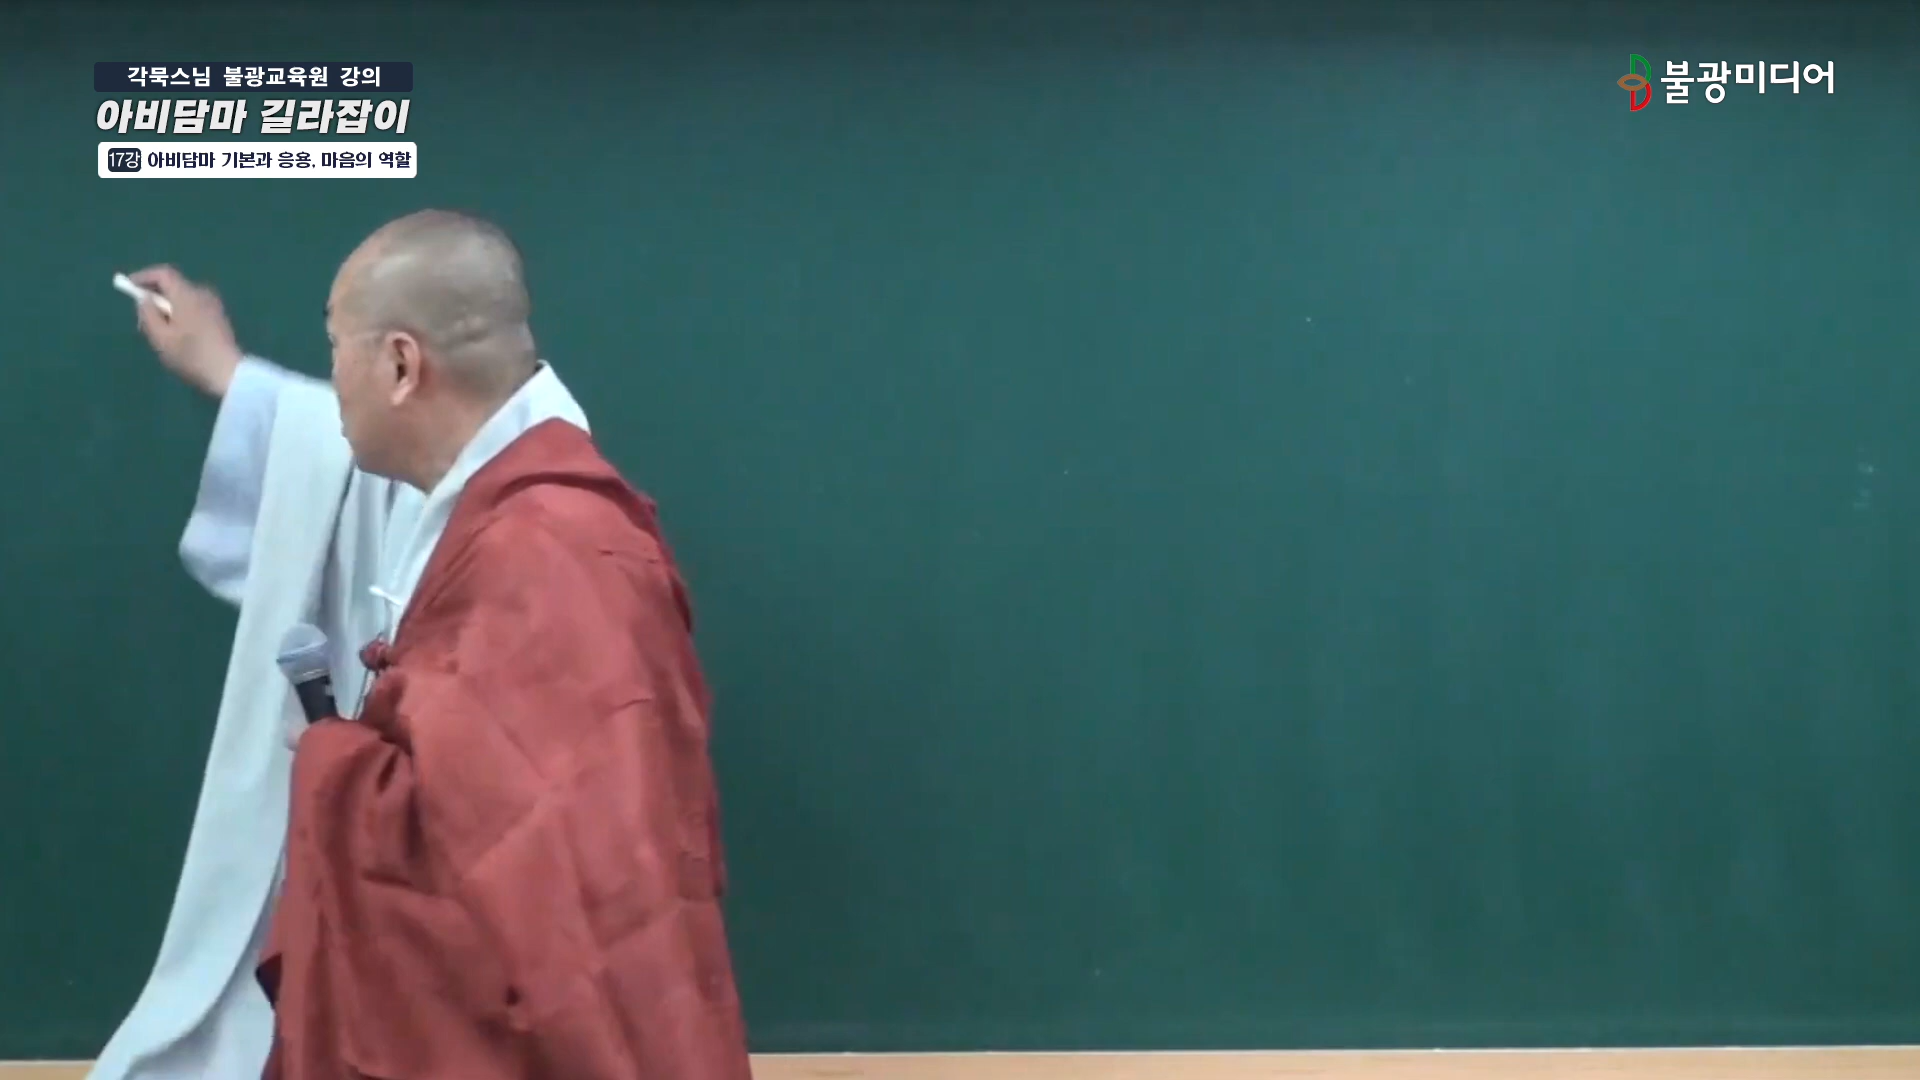 각묵스님 불광교육원 강의
아비담마 길라잡이
17강 아비담마 기본과 응용, 마음의 역할
불광미디어